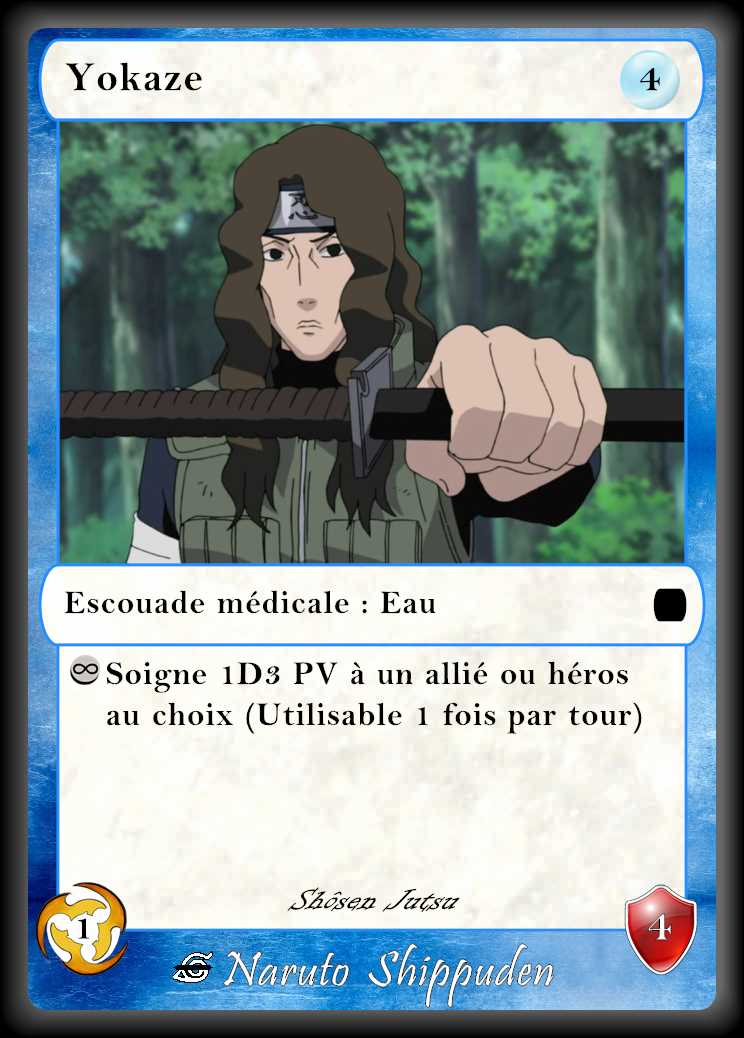 Yokaze
4
忍
Escouade médicale : Eau
∞ Soigne 1D3 PV à un allié ou héros
au choix (Utilisable 1 fois par tour)
Shôsen Jutsu
1
4
Naruto Shippuden